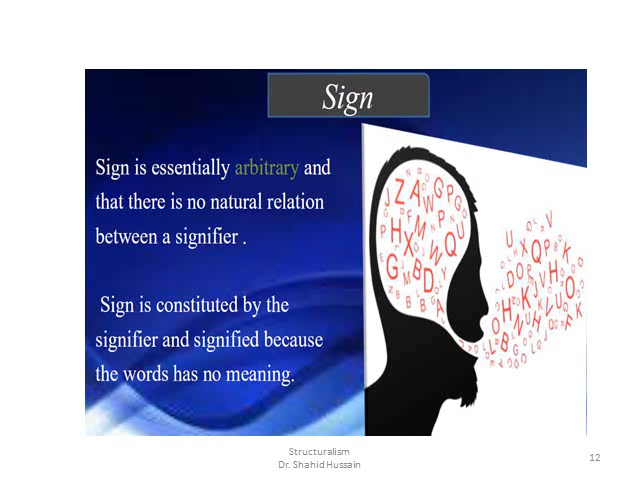 Sign
Sign is essentially arbitrary and
that there is no natural relation
between a signifier .
Sign is constituted by the
signifier and signified because
the words has no meaning.
Structuralism
Dr. Shahid Hussain
12